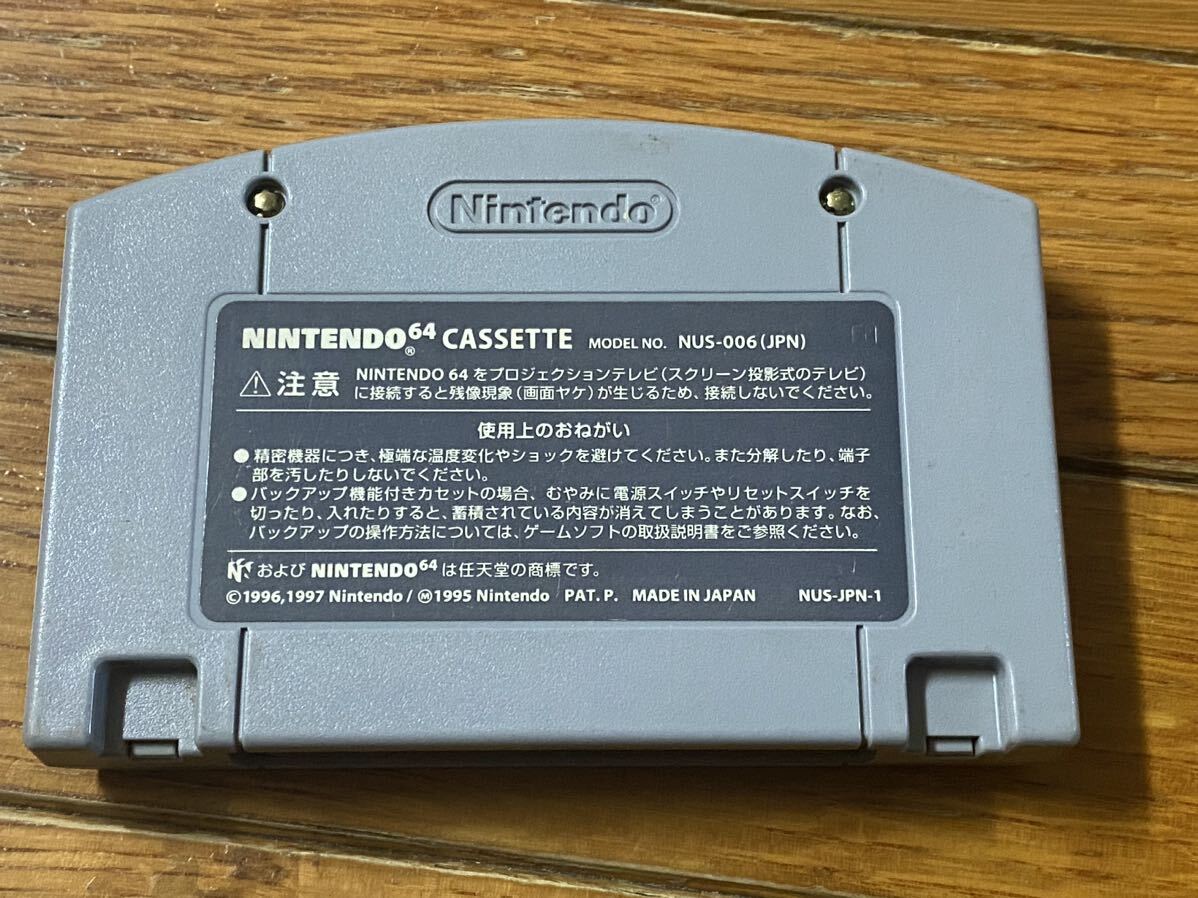 Nintendo®
NINTENDO64® CASSETTE MODEL NO. NUS-006(JPN)
注意 NINTENDO 64をプロジェクションテレビ(スクリーン投影式のテレビ)
に接続すると残像現象(画面ヤケ)が生じるため、接続しないでください。
使用上のおねがい
●精密機器につき、極端な温度変化やショックを避けてください。また分解したり、端子
部を汚したりしないでください。
●バックアップ機能付きカセットの場合、むやみに電源スイッチやリセットスイッチを
切ったり、入れたりすると、蓄積されている内容が消えてしまうことがあります。なお、
バックアップの操作方法については、ゲームソフトの取扱説明書をご参照ください。
および NINTENDO64は任天堂の商標です。
©1996,1997 Nintendo / Ⓜ1995 Nintendo PAT. P. MADE IN JAPAN NUS-JPN-1